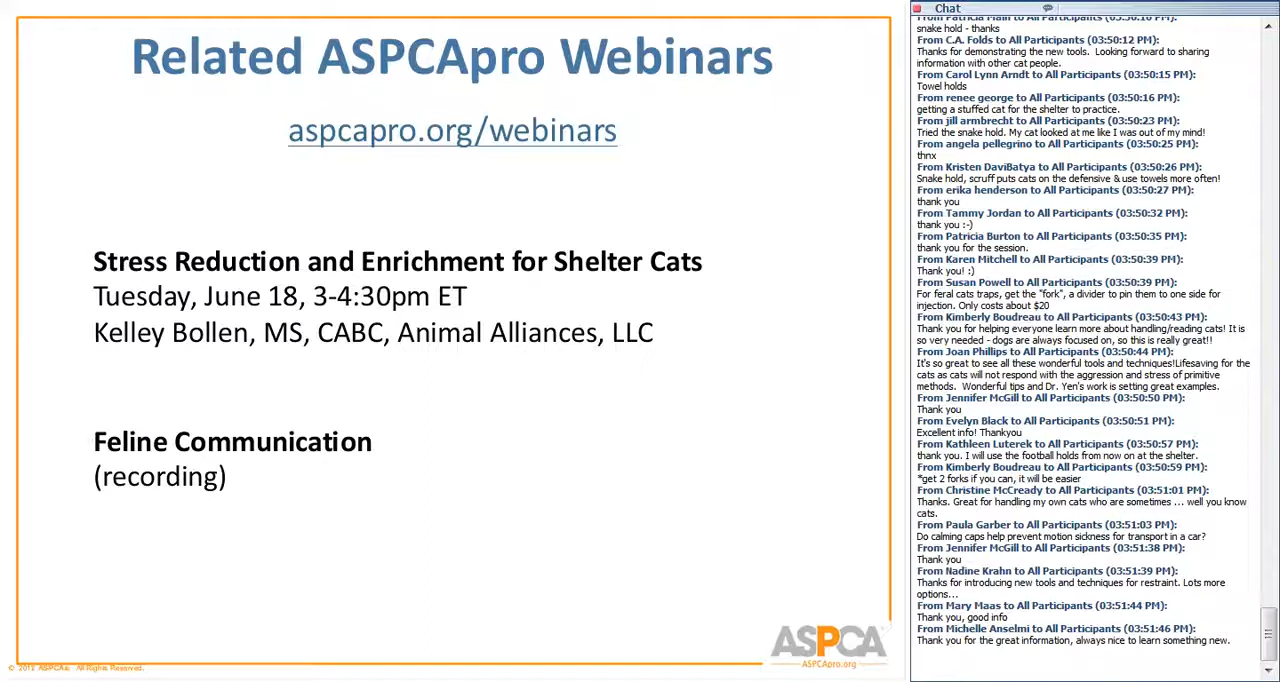 Related ASPCApro Webinars
aspcapro.org/webinars
Stress Reduction and Enrichment for Shelter Cats
Tuesday, June 18, 3-4:30pm ET
Kelley Bollen, MS, CABC, Animal Alliances, LLC
Feline Communication
(recording)
ASPCA
ASPCApro.org
All Rights Reserved.
Chat
From Patricia Main to All Participants (03:50:10 PM):
snake hold - thanks
From C.A. Folds to All Participants (03:50:12 PM):
Thanks for demonstrating the new tools. Looking forward to sharing
information with other cat people.
From Carol Lynn Arndt to All Participants (03:50:15 PM):
Towel holds
From renee george to All Participants (03:50:16 PM):
getting a stuffed cat for the shelter to practice.
From jill armbrecht to All Participants (03:50:23 PM):
Tried the snake hold. My cat looked at me like I was out of my mind!
From angela pellegrino to All Participants (03:50:25 PM):
thnx
From Kristen DaviBatya to All Participants (03:50:26 PM):
Snake hold, scruff puts cats on the defensive & use towels more often!
From erika henderson to All Participants (03:50:27 PM):
thank you
From Tammy Jordan to All Participants (03:50:32 PM):
thank you :-)
From Patricia Burton to All Participants (03:50:35 PM):
thank you for the session.
From Karen Mitchell to All Participants (03:50:39 PM):
Thank you! :)
From Susan Powell to All Participants (03:50:39 PM):
For feral cats traps, get the "fork", a divider to pin them to one side for
injection. Only costs about $20
From Kimberly Boudreau to All Participants (03:50:43 PM):
Thank you for helping everyone learn more about handling/reading cats! It is
so very needed - dogs are always focused on, so this is really great!!
From Joan Phillips to All Participants (03:50:44 PM):
It's so great to see all these wonderful tools and techniques!Lifesaving for the
cats as cats will not respond with the aggression and stress of primitive
methods. Wonderful tips and Dr. Yen's work is setting great examples.
From Jennifer McGill to All Participants (03:50:50 PM):
Thank you
From Evelyn Black to All Participants (03:50:51 PM):
Excellent info! Thankyou
From Kathleen Luterek to All Participants (03:50:57 PM):
thank you. I will use the football holds from now on at the shelter.
From Kimberly Boudreau to All Participants (03:50:59 PM):
*get 2 forks if you can, it will be easier
From Christine McCready to All Participants (03:51:01 PM):
Thanks. Great for handling my own cats who are sometimes ... well you know
cats.
From Paula Garber to All Participants (03:51:03 PM):
Do calming caps help prevent motion sickness for transport in a car?
From Jennifer McGill to All Participants (03:51:38 PM):
Thank you
From Nadine Krahn to All Participants (03:51:39 PM):
Thanks for introducing new tools and techniques for restraint. Lots more
options...
From Mary Maas to All Participants (03:51:44 PM):
Thank you, good info
From Michelle Anselmi to All Participants (03:51:46 PM):
Thank you for the great information, always nice to learn something new.